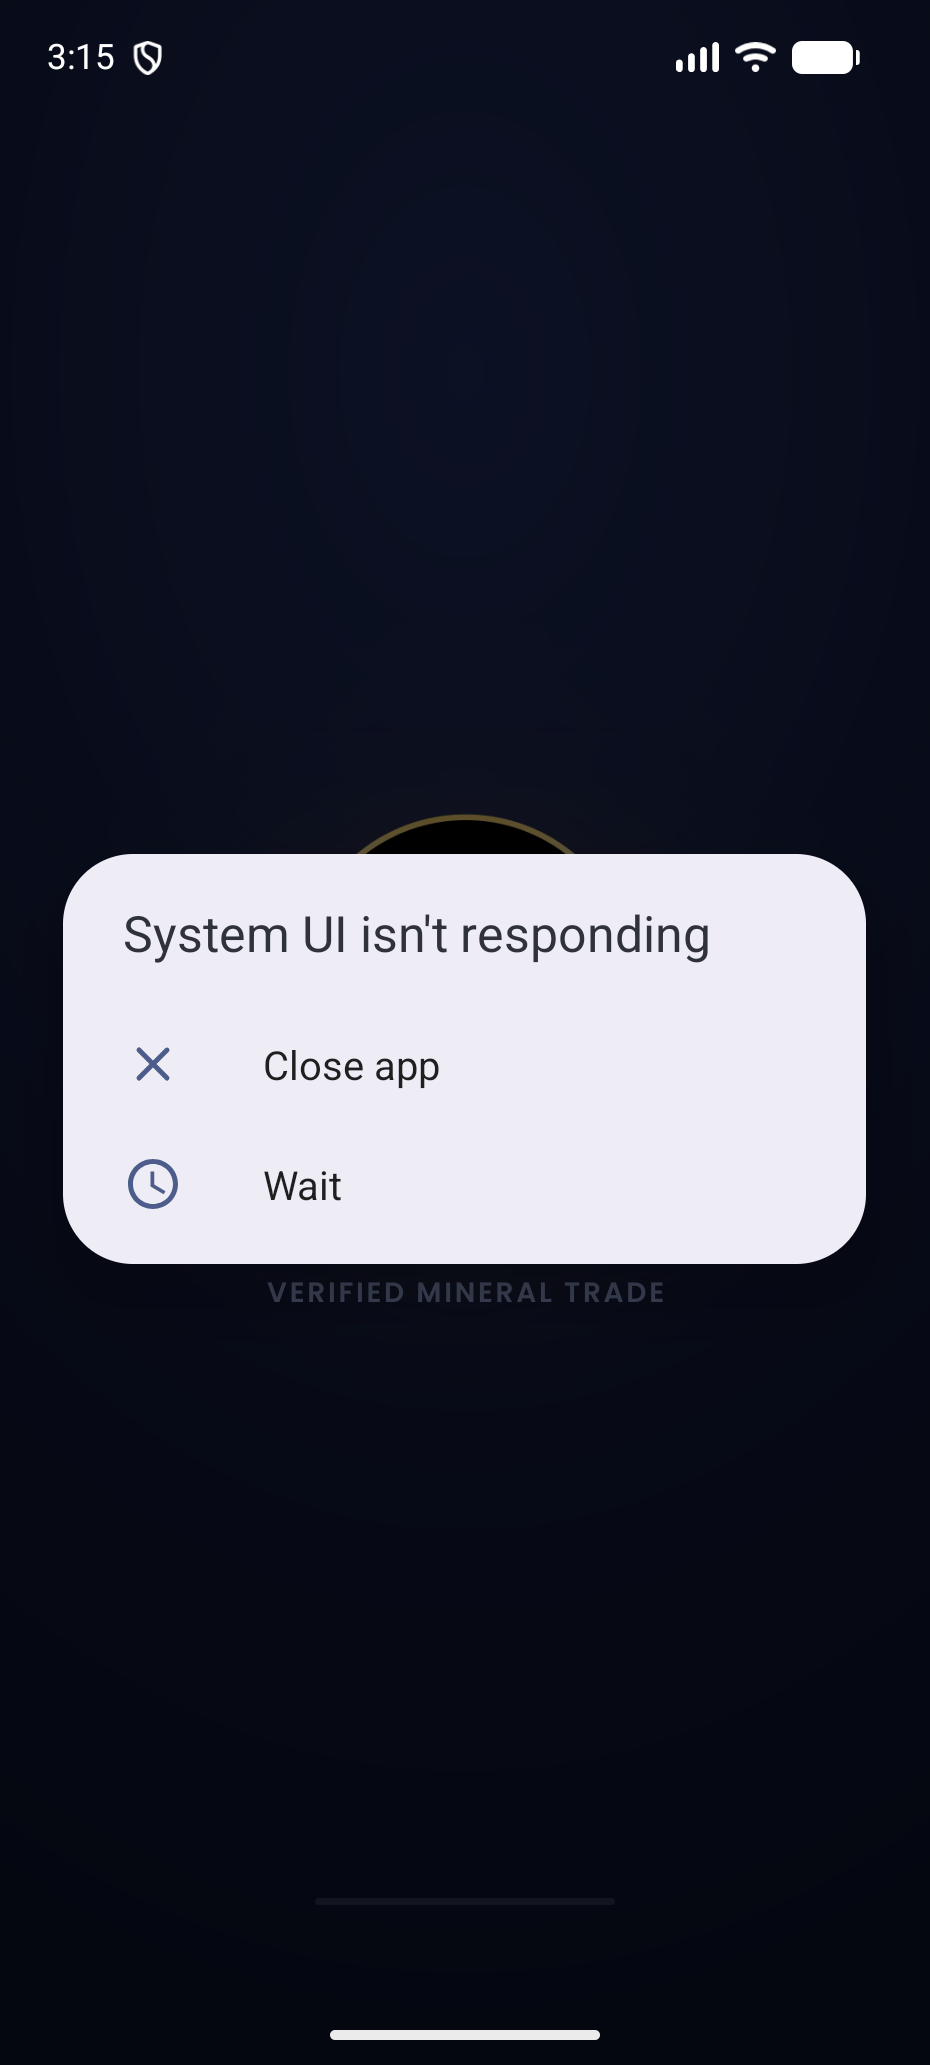 3:15
System UI isn't responding
Close app
Wait
VERIFIED MINERAL TRADE